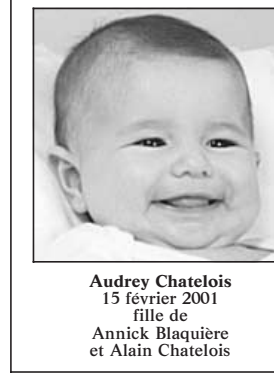 Audrey Chatelois
15 février 2001
fille de
Annick Blaquière
et Alain Chatelois